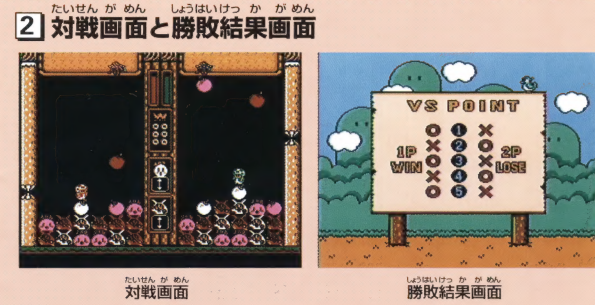 たいせん が めん しょうはいけっ か が めん
2 対戦画面と勝敗結果画面
W
VS POINT
○ 1 ×
× 2 ○
1P ○ 3 × 2P
WIN × 4 ○ LOSE
○ 5 ×
たいせん が めん
対戦画面
しょうはいけっ か が めん
勝敗結果画面